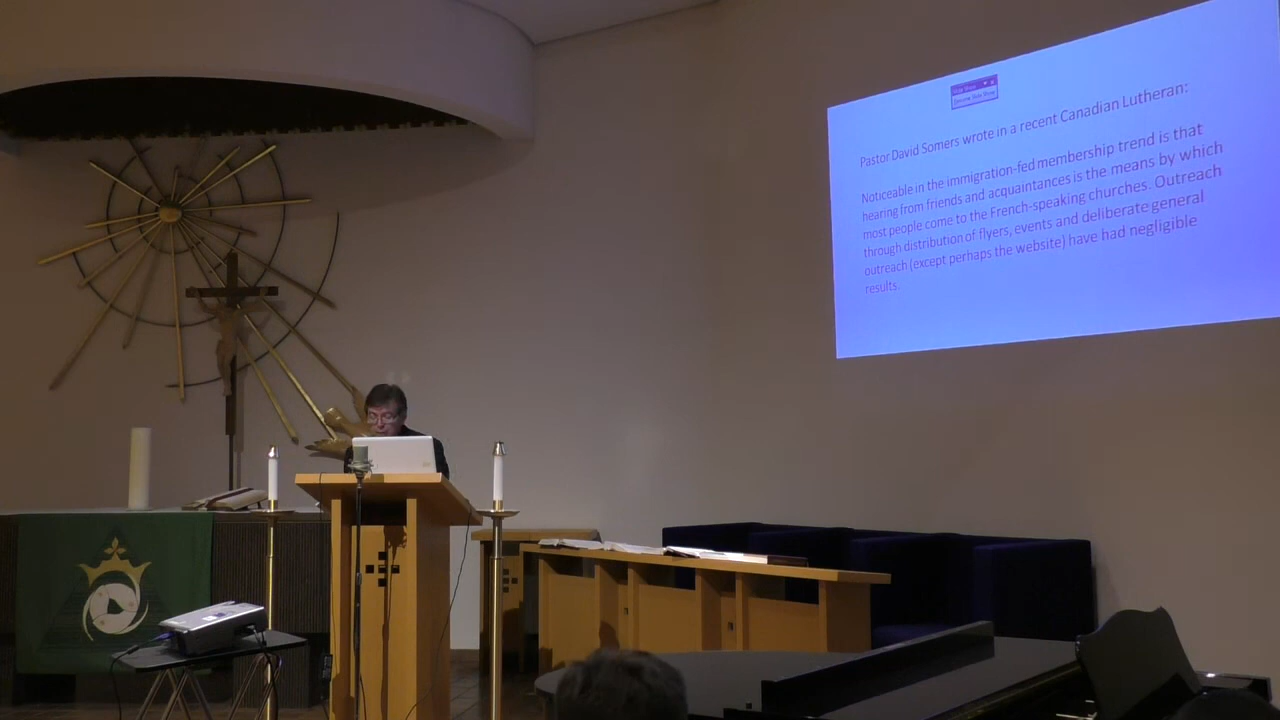 Pastor David Somers wrote in a recent Canadian Lutheran:
Noticeable in the immigration-fed membership trend is that
hearing from friends and acquaintances is the means by which
most people come to the French-speaking churches. Outreach
through distribution of flyers, events and deliberate general
outreach (except perhaps the website) have had negligible
results.